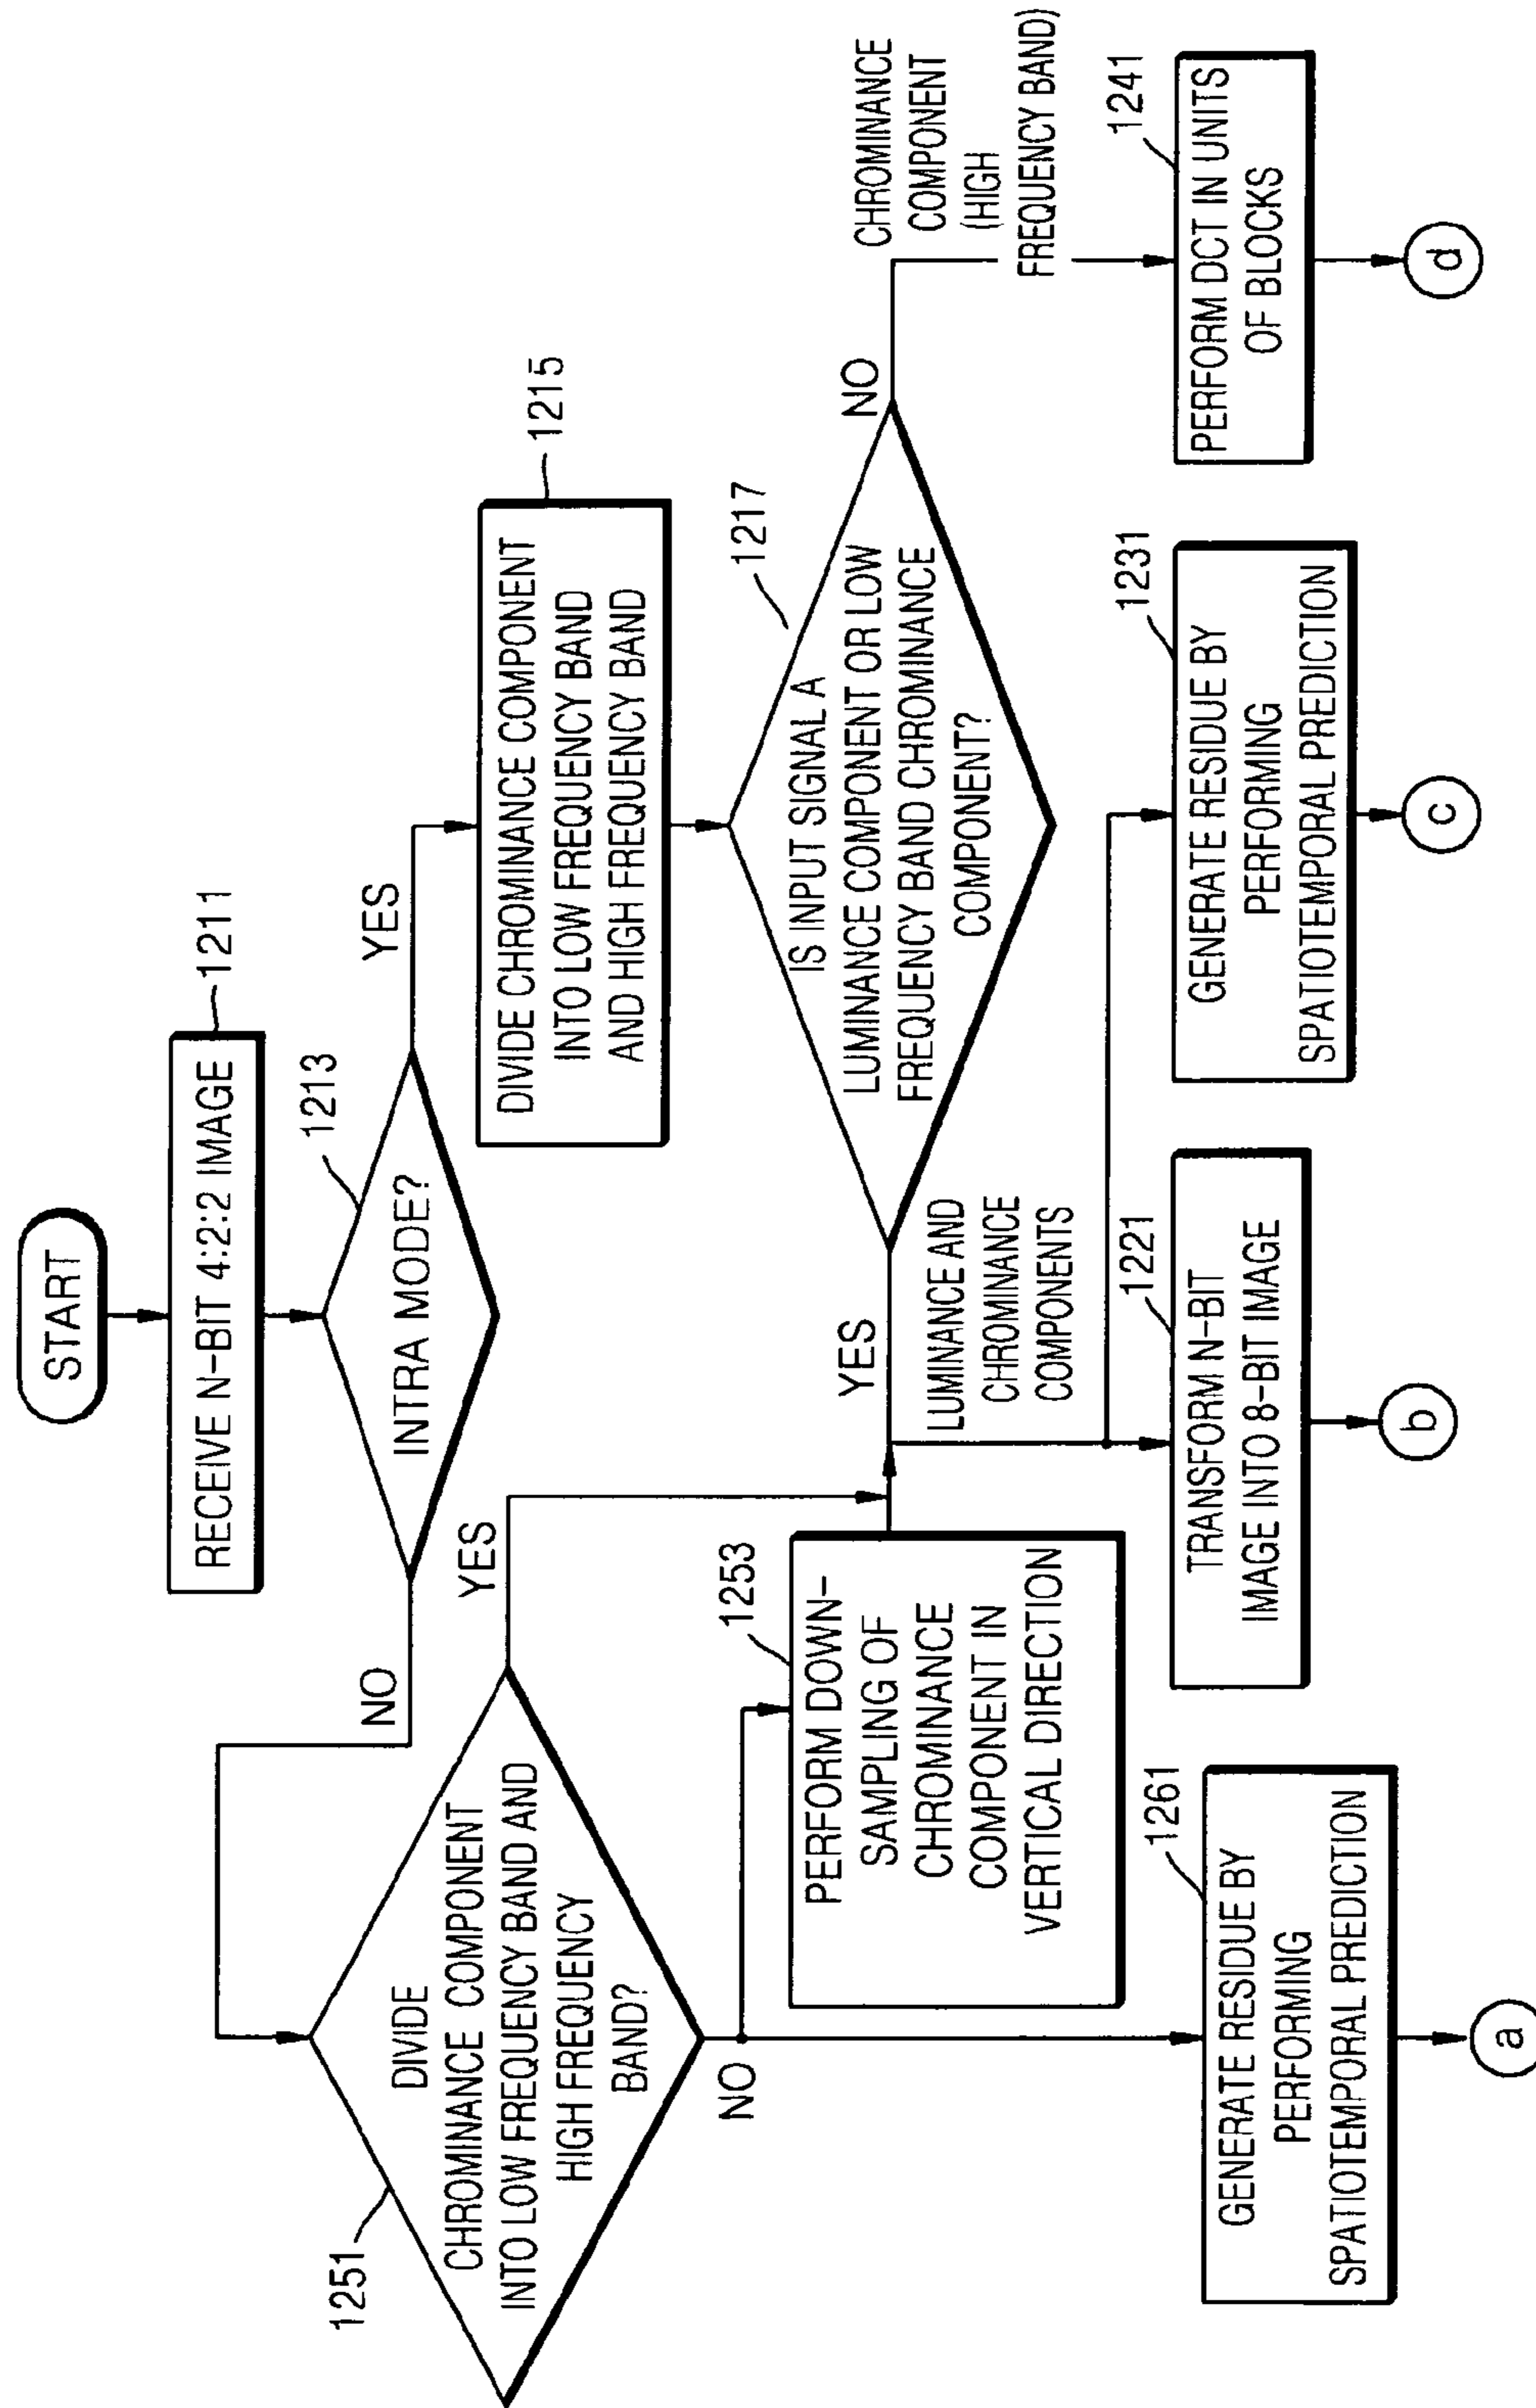 START
RECEIVE N-BIT 4:2:2 IMAGE
1211
INTRA MODE?
1213
NO
YES
1251
DIVIDE
CHROMINANCE COMPONENT
INTO LOW FREQUENCY BAND AND
HIGH FREQUENCY
BAND?
YES
NO
DIVIDE CHROMINANCE COMPONENT
INTO LOW FREQUENCY BAND
AND HIGH FREQUENCY BAND
1215
1217
IS INPUT SIGNAL A
LUMINANCE COMPONENT OR LOW
FREQUENCY BAND CHROMINANCE
COMPONENT?
YES
NO
1253
PERFORM DOWN-
SAMPLING OF
CHROMINANCE
COMPONENT IN
VERTICAL DIRECTION
LUMINANCE AND
CHROMINANCE
COMPONENTS
CHROMINANCE
COMPONENT
(HIGH
FREQUENCY BAND)
1261
GENERATE RESIDUE BY
PERFORMING
SPATIOTEMPORAL PREDICTION
1221
TRANSFORM N-BIT
IMAGE INTO 8-BIT IMAGE
1231
GENERATE RESIDUE BY
PERFORMING
SPATIOTEMPORAL PREDICTION
1241
PERFORM DCT IN UNITS
OF BLOCKS
a
b
c
d